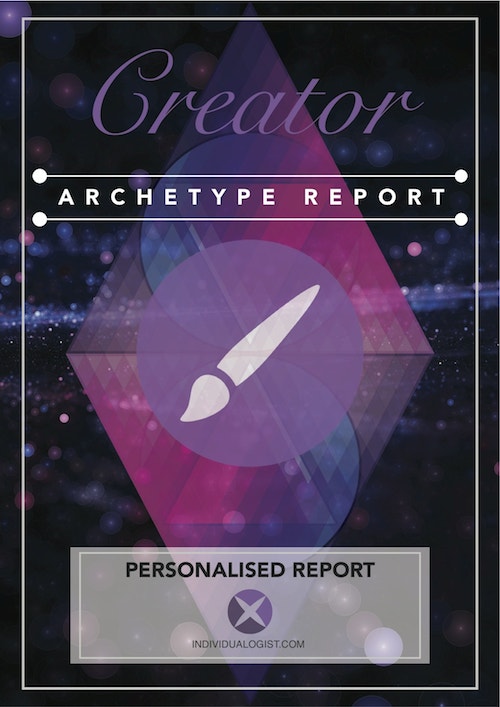 Creator
ARCHETYPE REPORT
PERSONALISED REPORT
INDIVIDUALOGIST.COM